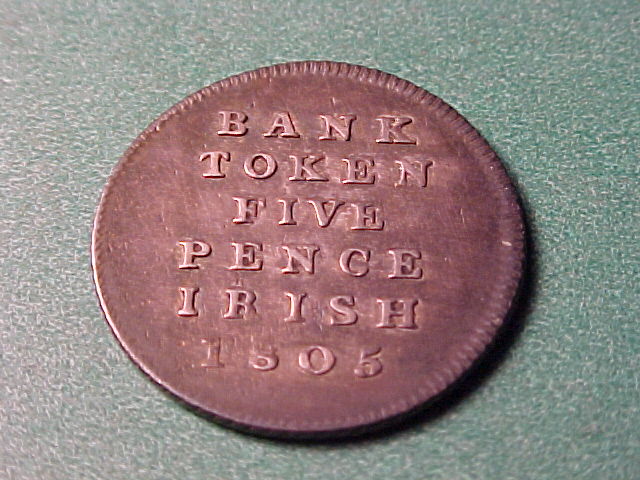 BANK
TOKEN
FIVE
PENCE
IRISH
1805